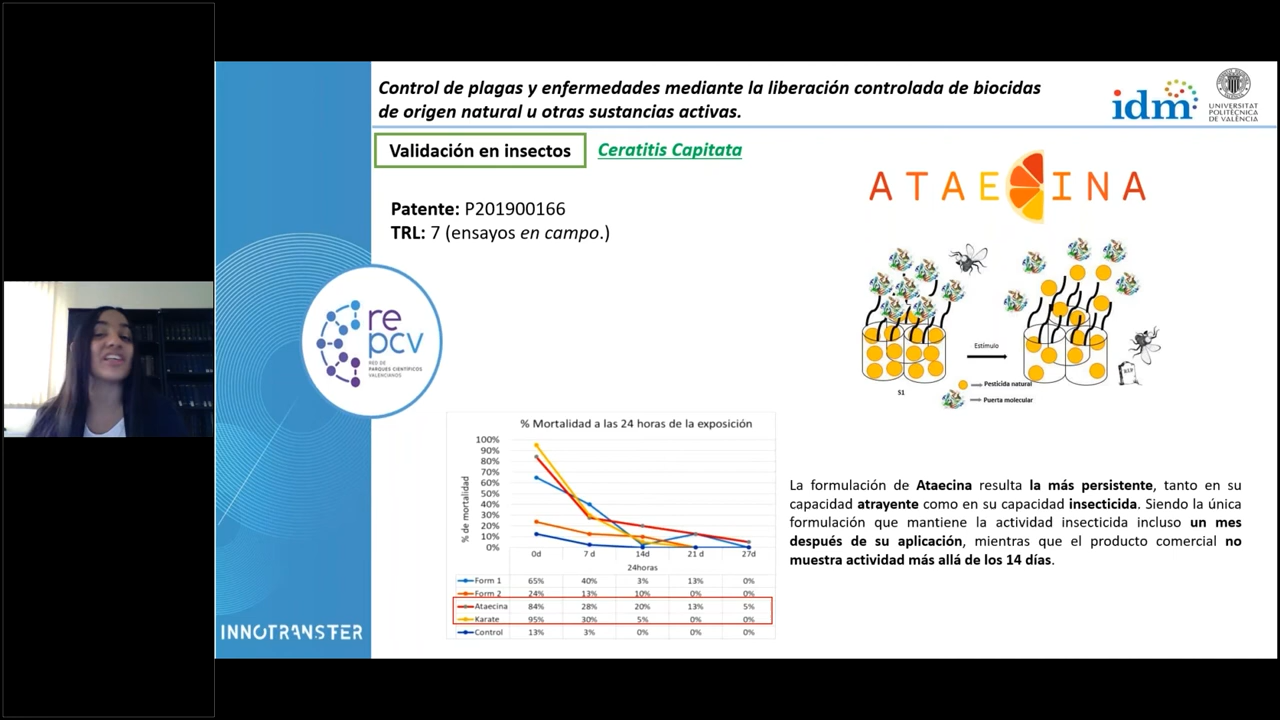 Control de plagas y enfermedades mediante la liberación controlada de biocidas
de origen natural u otras sustancias activas.
idm
UNIVERSITAT
POLITÈCNICA
DE VALÈNCIA
Validación en insectos
Ceratitis Capitata
ATAECINA
Patente: P201900166
TRL: 7 (ensayos en campo.)
re
pcv
RED DE
PARQUES CIENTÍFICOS
VALENCIANOS
Estímulo
S1
Pesticida natural
Puerta molecular
RIP
% Mortalidad a las 24 horas de la exposición
% de mortalidad
100%
90%
80%
70%
60%
50%
40%
30%
20%
10%
0%
0d 7 d 14d 21 d 27d
24horas
Form 1 65% 40% 3% 13% 0%
Form 2 24% 13% 10% 0% 0%
Ataecina 84% 28% 20% 13% 5%
Karate 95% 30% 5% 0% 0%
Control 13% 3% 0% 0% 0%
La formulación de Ataecina resulta la más persistente, tanto en su
capacidad atrayente como en su capacidad insecticida. Siendo la única
formulación que mantiene la actividad insecticida incluso un mes
después de su aplicación, mientras que el producto comercial no
muestra actividad más allá de los 14 días.
INNOTRANSFER